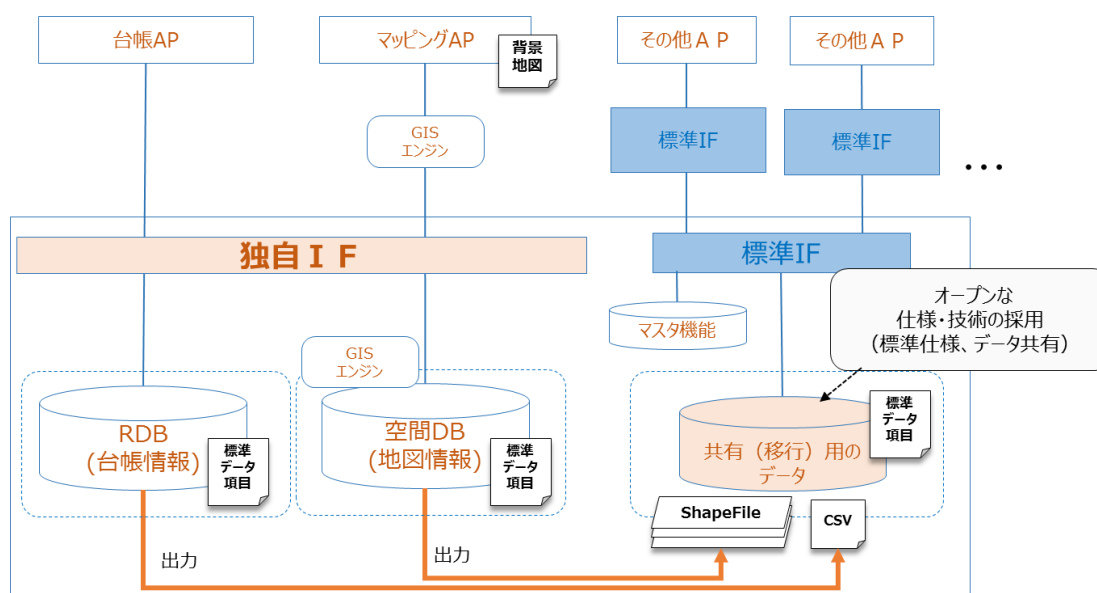 台帳AP
マッピングAP
背景
地図
その他ＡＰ
その他ＡＰ
GIS
エンジン
標準IF
標準IF
・・・
独自ＩＦ
標準IF
マスタ機能
オープンな
仕様・技術の採用
（標準仕様、データ共有）
GIS
エンジン
RDB
(台帳情報)
標準
データ
項目
空間DB
(地図情報)
標準
データ
項目
共有（移行）用の
データ
標準
データ
項目
ShapeFile
CSV
出力
出力